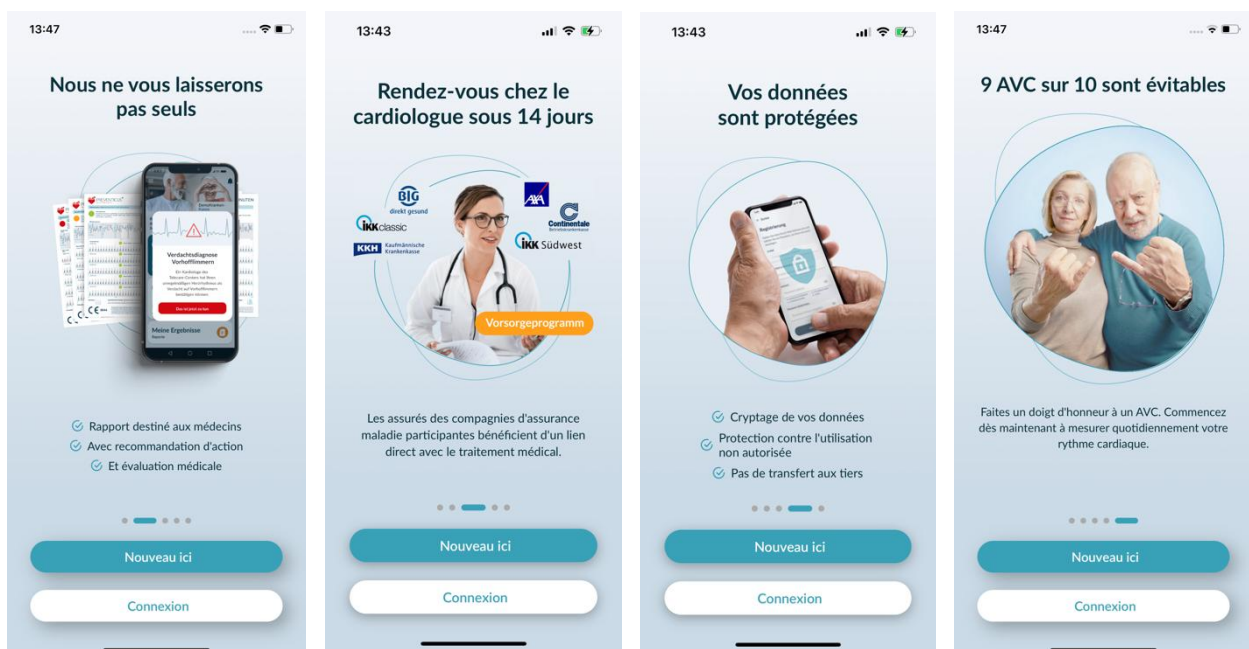 13:47
Nous ne vous laisserons
pas seuls
Verdachtsdiagnose
Vorhofflimmern
Meine Ergebnisse
Rapport destiné aux médecins
Avec recommandation d'action
Et évaluation médicale
Nouveau ici
Connexion
13:43
Rendez-vous chez le
cardiologue sous 14 jours
BIG
direkt gesund
AXA
IKK classic
Continentale
Betriebskrankenkasse
KKH Kaufmännische
Krankenkasse
IKK Südwest
Vorsorgeprogramm
Les assurés des compagnies d'assurance
maladie participantes bénéficient d'un lien
direct avec le traitement médical.
Nouveau ici
Connexion
13:43
Vos données
sont protégées
Registrierung
Cryptage de vos données
Protection contre l'utilisation
non autorisée
Pas de transfert aux tiers
Nouveau ici
Connexion
13:47
9 AVC sur 10 sont évitables
Faites un doigt d'honneur à un AVC. Commencez
dès maintenant à mesurer quotidiennement votre
rythme cardiaque.
Nouveau ici
Connexion